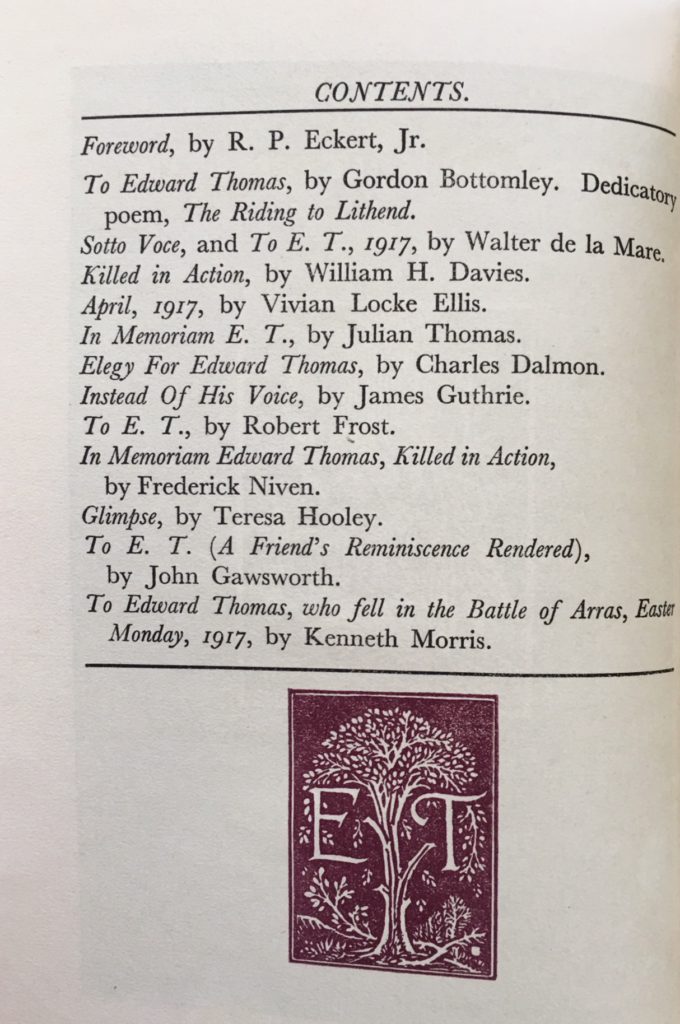 CONTENTS.
Foreword, by R. P. Eckert, Jr.
To Edward Thomas, by Gordon Bottomley. Dedicatory
poem, The Riding to Lithend.
Sotto Voce, and To E. T., 1917, by Walter de la Mare.
Killed in Action, by William H. Davies.
April, 1917, by Vivian Locke Ellis.
In Memoriam E. T., by Julian Thomas.
Elegy For Edward Thomas, by Charles Dalmon.
Instead Of His Voice, by James Guthrie.
To E. T., by Robert Frost.
In Memoriam Edward Thomas, Killed in Action,
by Frederick Niven.
Glimpse, by Teresa Hooley.
To E. T. (A Friend's Reminiscence Rendered),
by John Gawsworth.
To Edward Thomas, who fell in the Battle of Arras, Easter
Monday, 1917, by Kenneth Morris.
E T